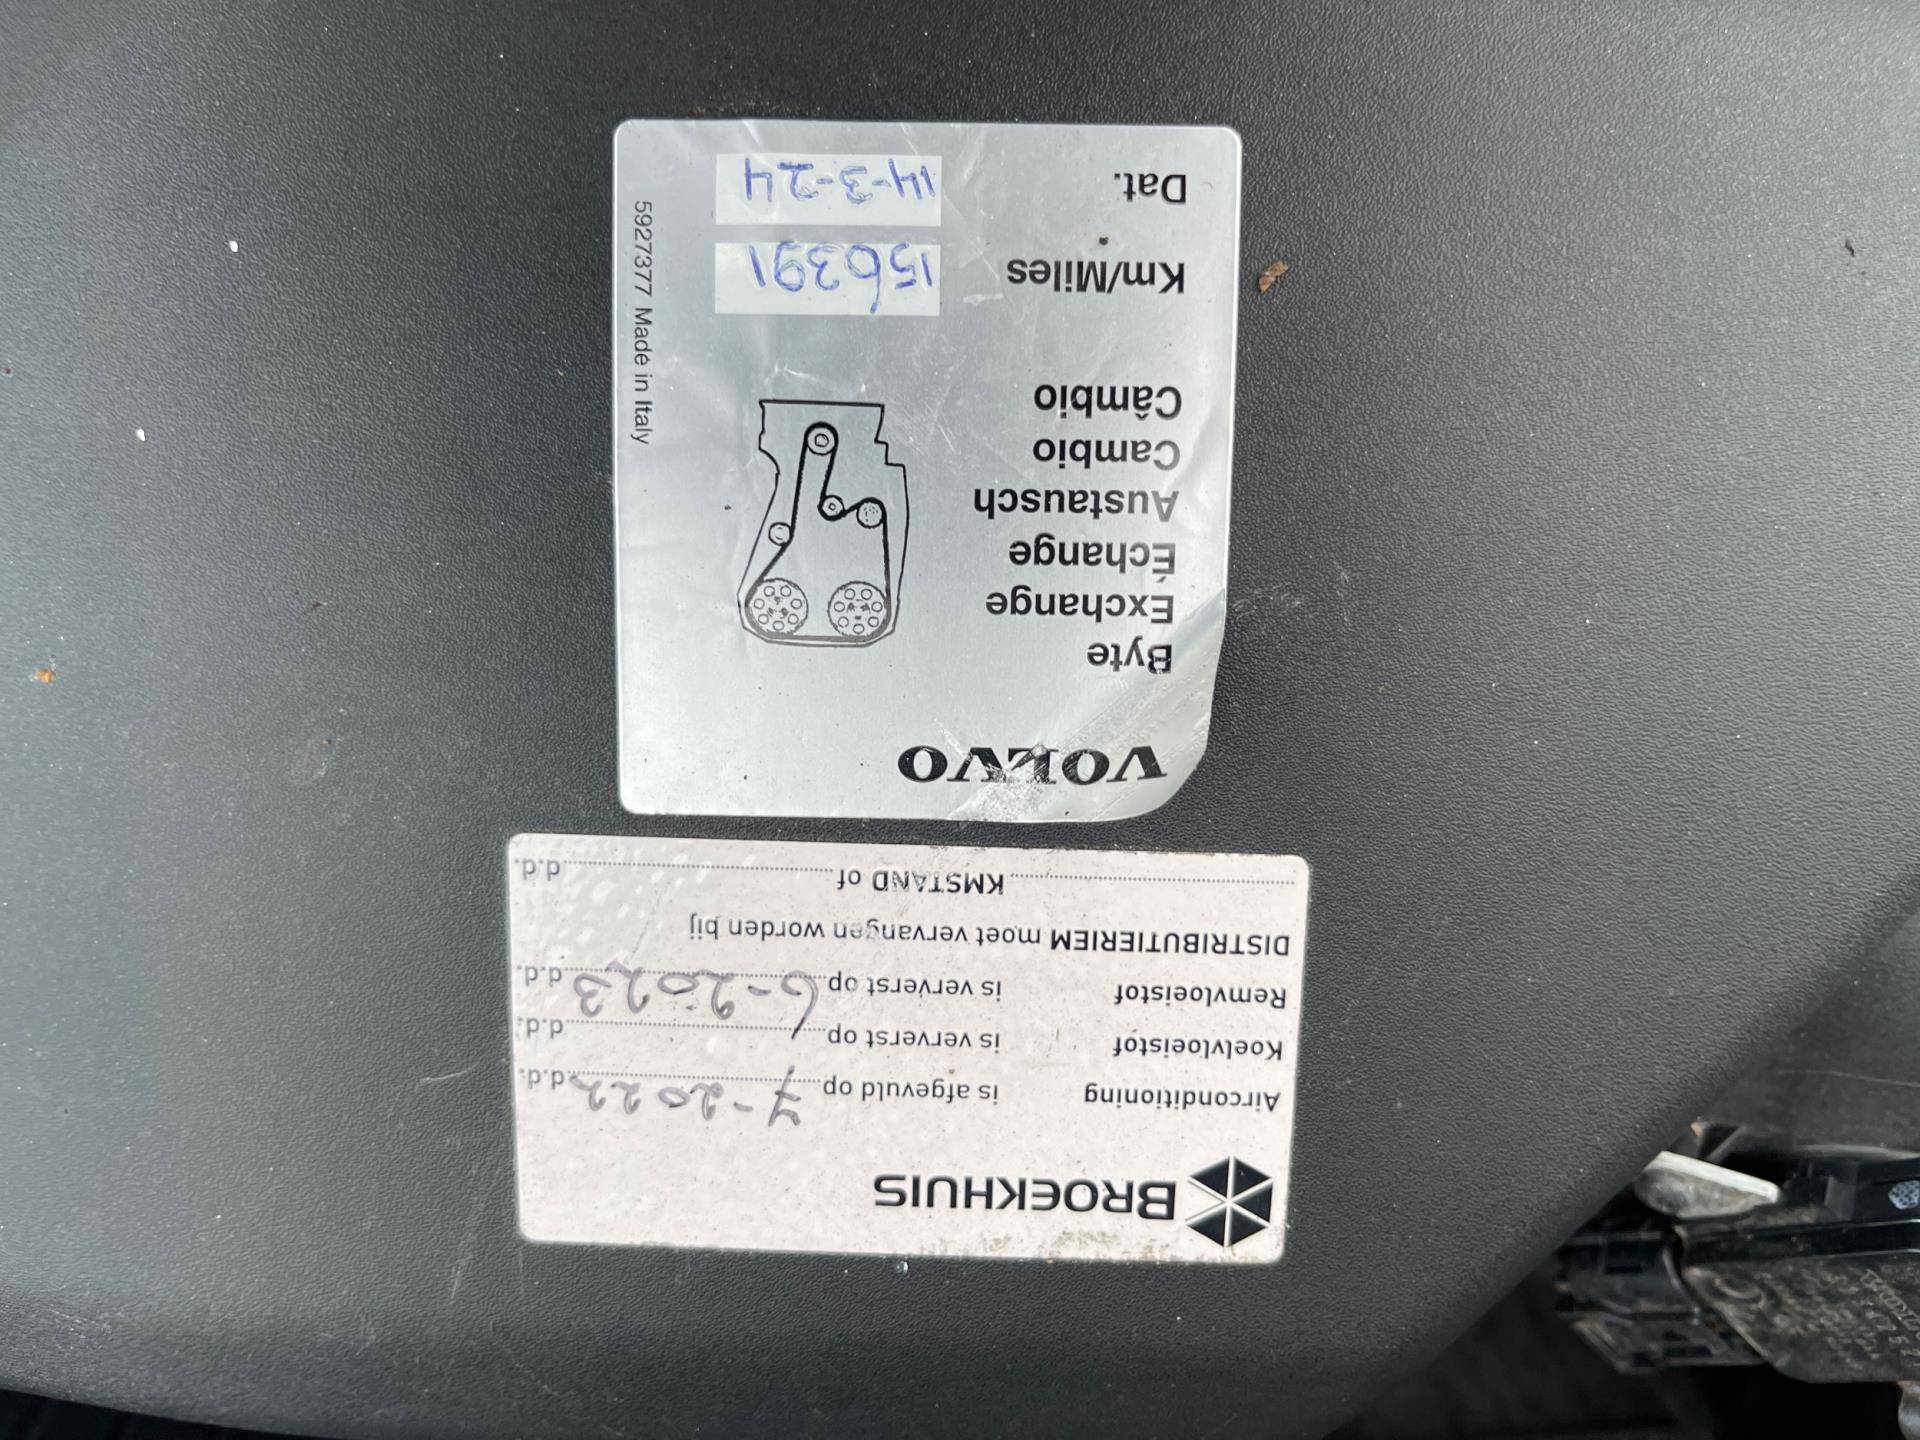 BROEKHUIS
Airconditioning is afgevuld op 7-2022 d.d.
Koelvloeistof is ververst op d.d.
Remvloeistof is ververst op 6-2023 d.d.
DISTRIBUTIERIEM moet vervangen worden bij
KMSTAND of d.d.
VOLVO
Byte
Exchange
Échange
Austausch
Cambio
Câmbio
Km/Miles 156391
Dat. 14-3-24
5927377 Made in Italy